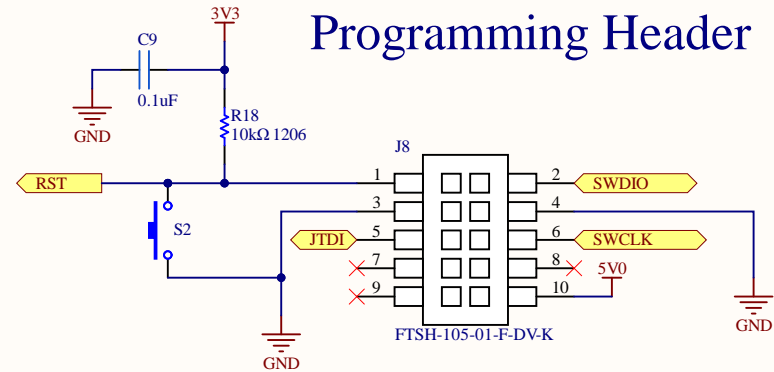 3V3
Programming Header
C9
0.1uF
GND
R18
10kΩ 1206
J8
RST
1
2
SWDIO
3
4
S2
JTDI
5
6
SWCLK
7
8
5V0
9
10
GND
FTSH-105-01-F-DV-K
GND